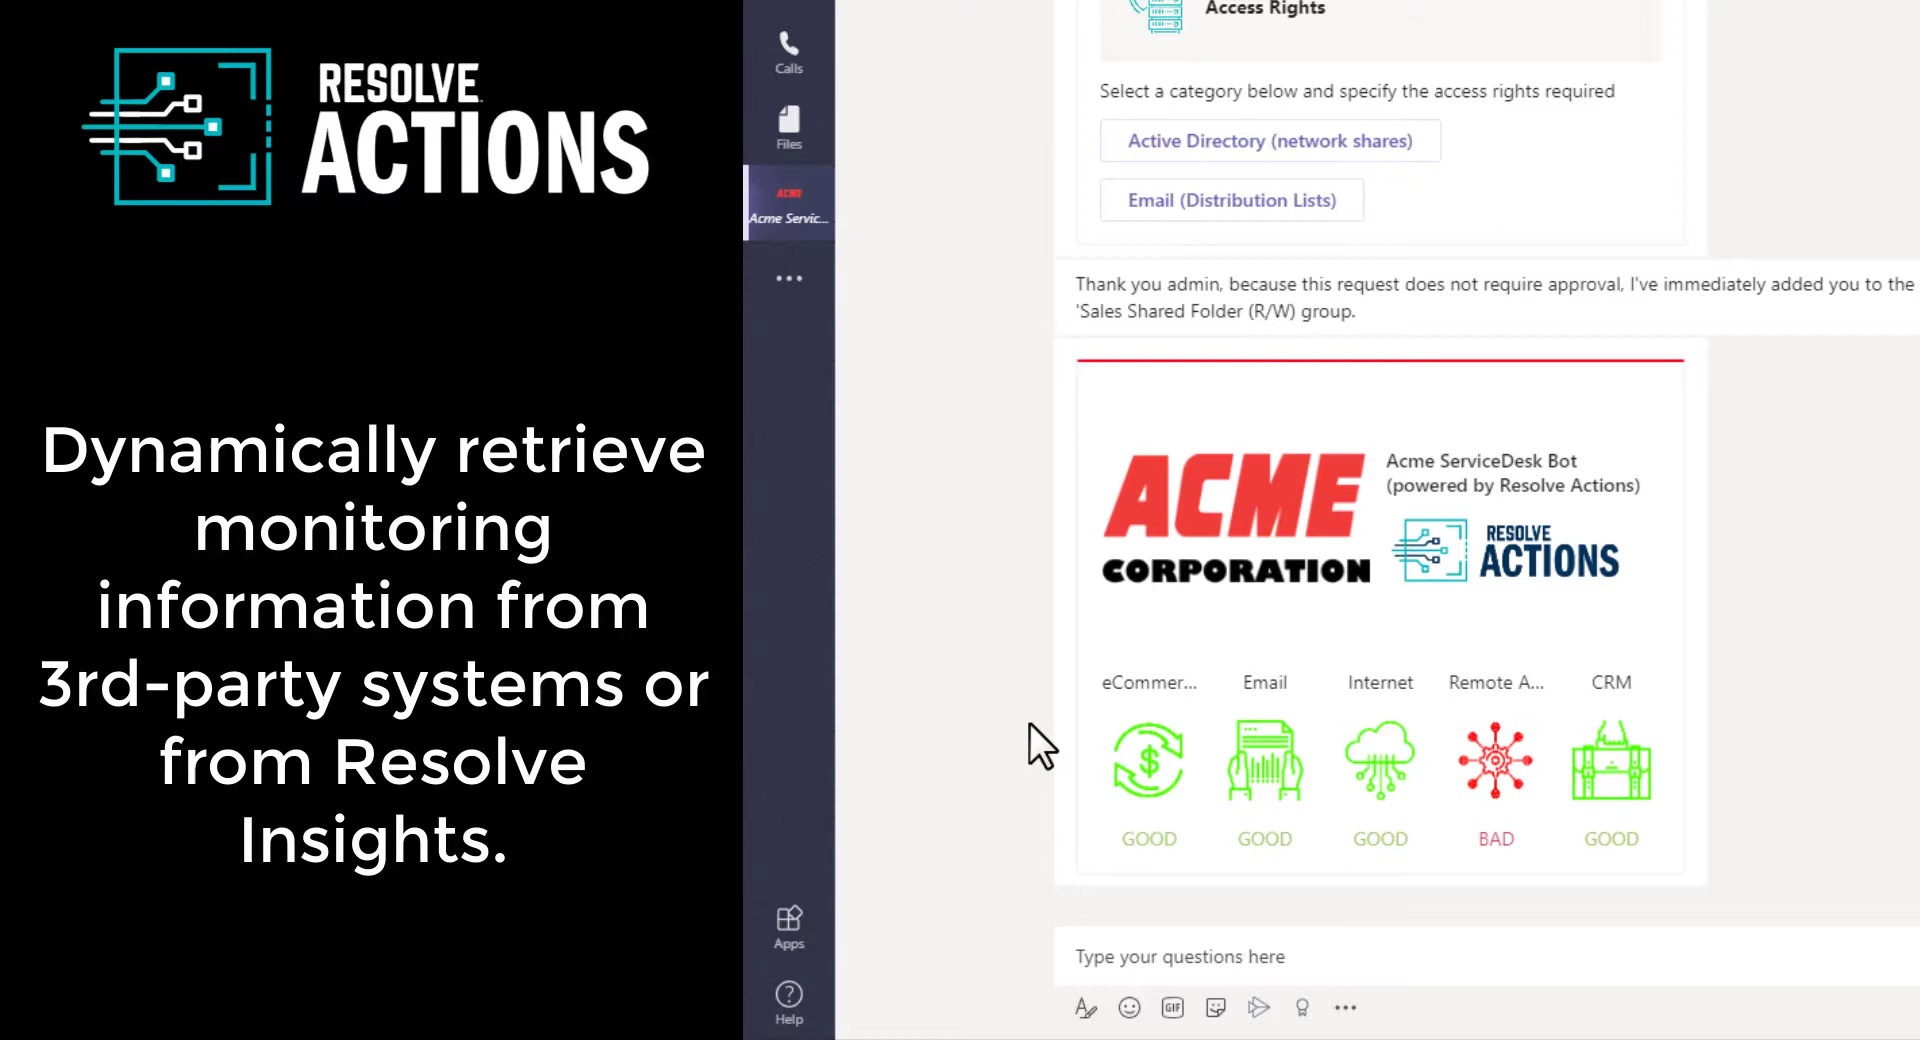 RESOLVE
ACTIONS
Dynamically retrieve
monitoring
information from
3rd-party systems or
from Resolve
Insights.
Calls
Files
ACME
Acme Servic...
Apps
Help
Access Rights
Select a category below and specify the access rights required
Active Directory (network shares)
Email (Distribution Lists)
Thank you admin, because this request does not require approval, I've immediately added you to the
'Sales Shared Folder (R/W) group.
ACME
CORPORATION
Acme ServiceDesk Bot
(powered by Resolve Actions)
RESOLVE
ACTIONS
eCommer... Email Internet Remote A... CRM
GOOD GOOD GOOD BAD GOOD
Type your questions here
GIF